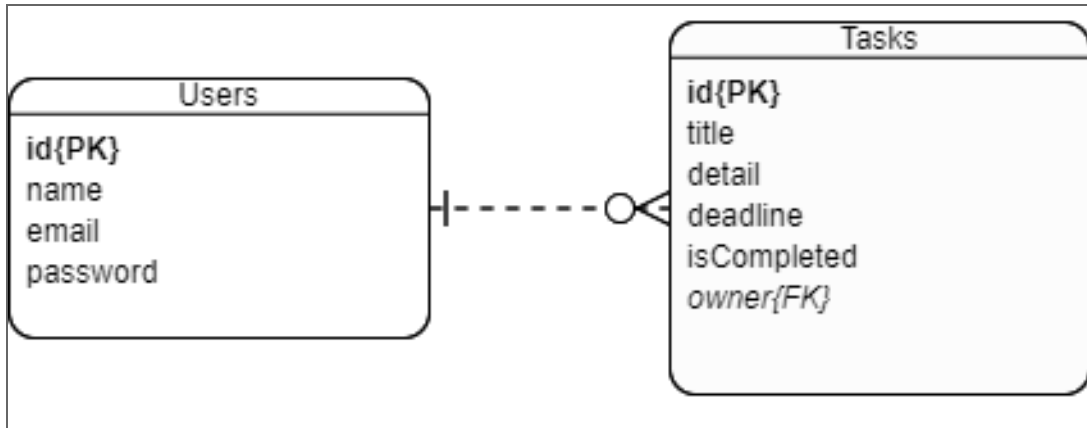 Users
id{PK}
name
email
password
Tasks
id{PK}
title
detail
deadline
isCompleted
owner{FK}